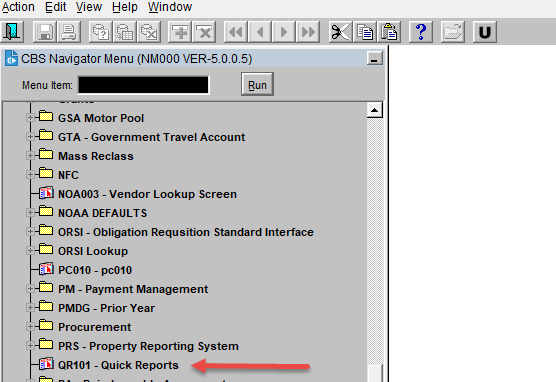 Action Edit View Help Window
U
CBS Navigator Menu (NM000 VER-5.0.0.5)
Menu Item: Run
GSA Motor Pool
GTA - Government Travel Account
Mass Reclass
NFC
NOA003 - Vendor Lookup Screen
NOAA DEFAULTS
ORSI - Obligation Requsition Standard Interface
ORSI Lookup
PC010 - pc010
PM - Payment Management
PMDG - Prior Year
Procurement
PRS - Property Reporting System
QR101 - Quick Reports